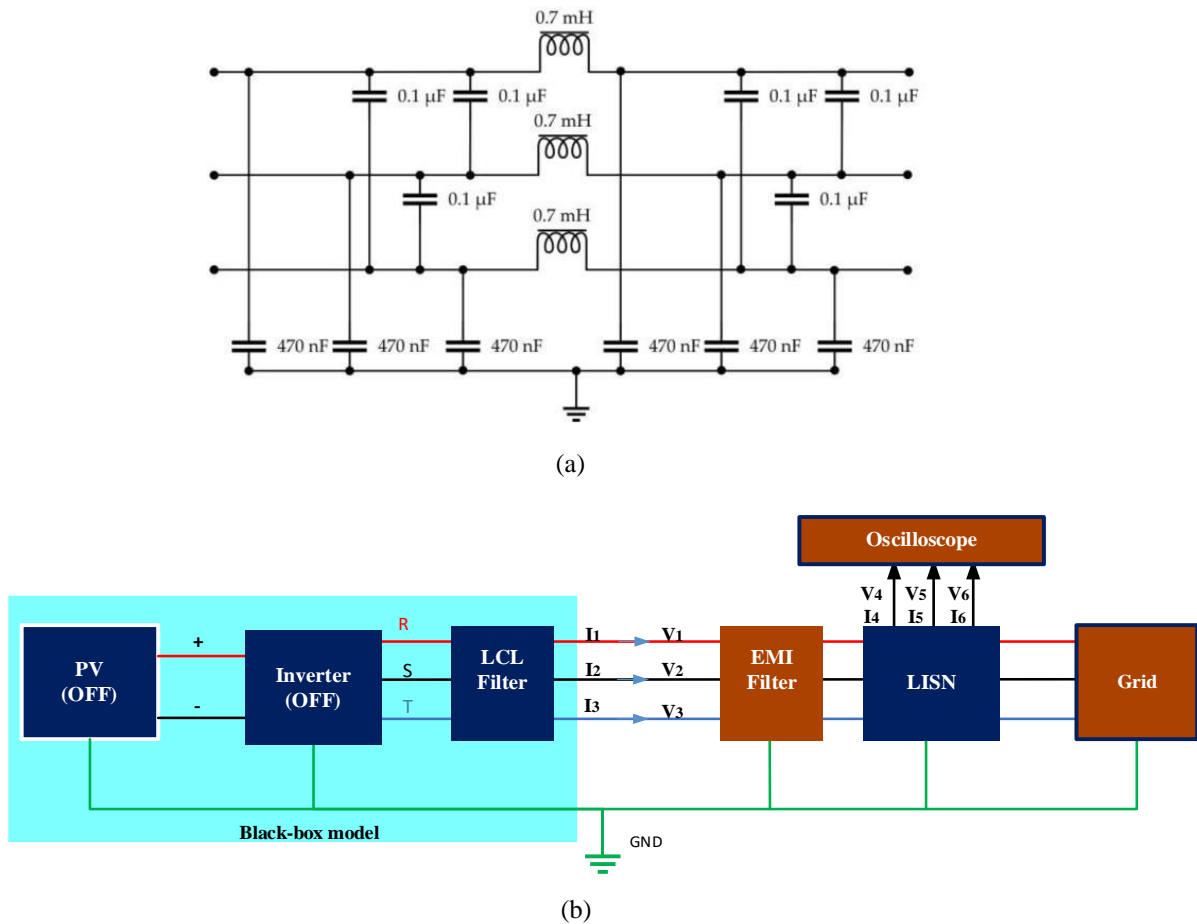 0.7 mH
0.1 µF 0.1 µF 0.1 µF 0.1 µF
0.7 mH
0.1 µF 0.1 µF
0.7 mH
470 nF 470 nF 470 nF 470 nF 470 nF 470 nF
(a)
Oscilloscope
V4 V5 V6
I4 I5 I6
PV
(OFF)
+
-
Inverter
(OFF)
R
S
T
LCL
Filter
I1 V1
I2 V2
I3 V3
EMI
Filter
LISN
Grid
Black-box model
GND
(b)